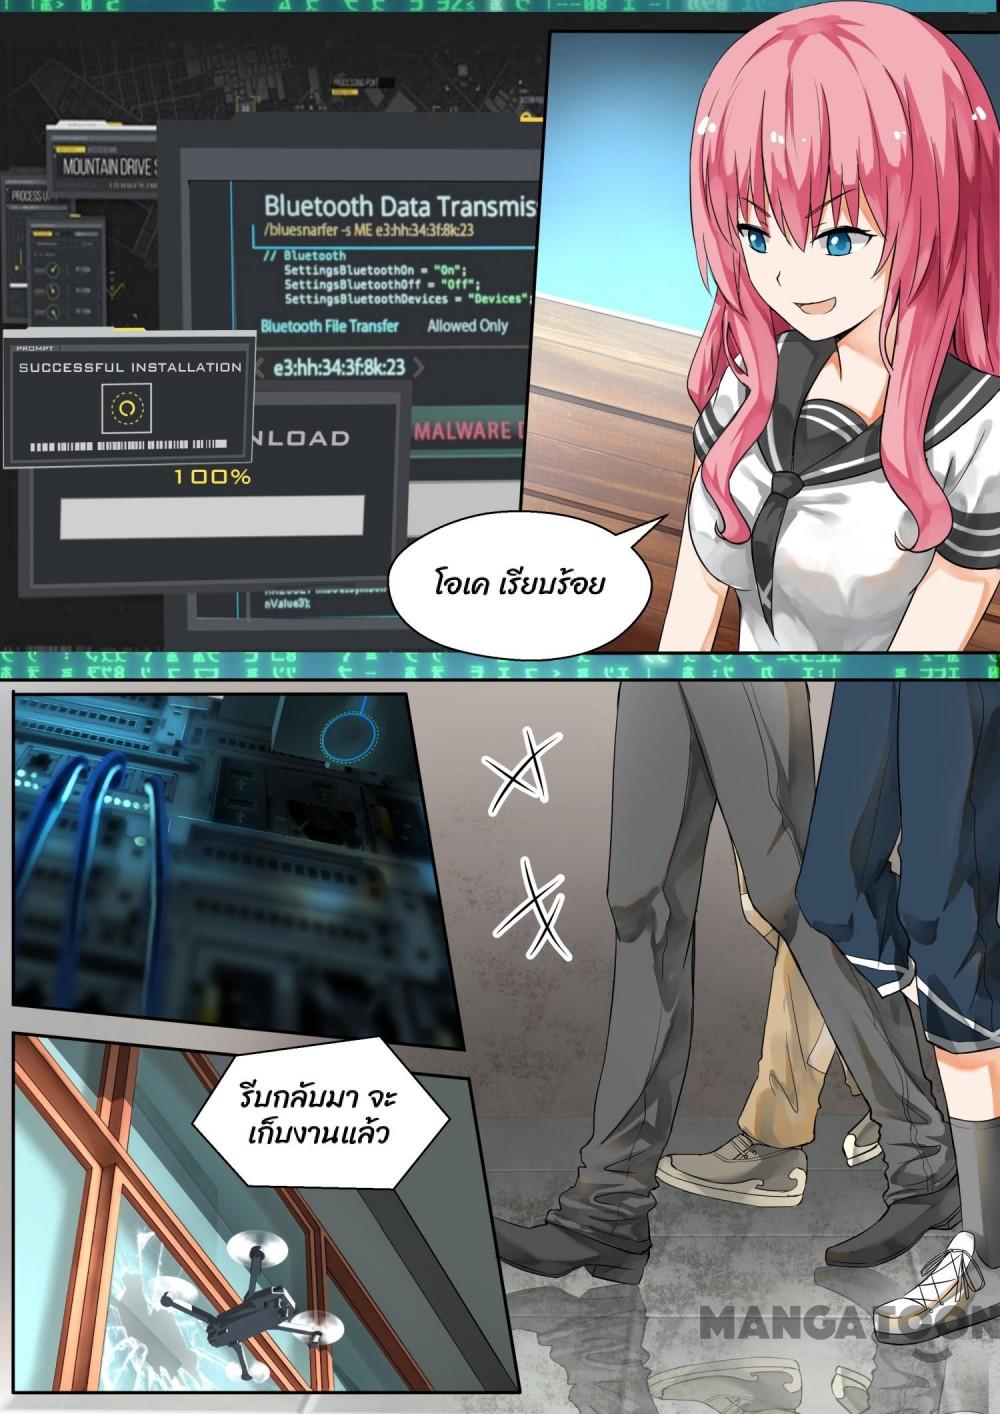 PROCESSING PORT
MOUNTAIN DRIVE S
Bluetooth Data Transmis
/bluesnarfer -s ME e3:hh:34:3f:8k:23
// Bluetooth
SettingsBluetoothOn = "On";
SettingsBluetoothOff = "Off";
SettingsBluetoothDevices = "Devices";
Bluetooth File Transfer Allowed Only
e3:hh:34:3f:8k:23
PROMPT
SUCCESSFUL INSTALLATION
NLOAD
MALWARE D
100%
nValue3);
โอเค เรียบร้อย
รีบกลับมา จะ
เก็บงานแล้ว
MANGATOON